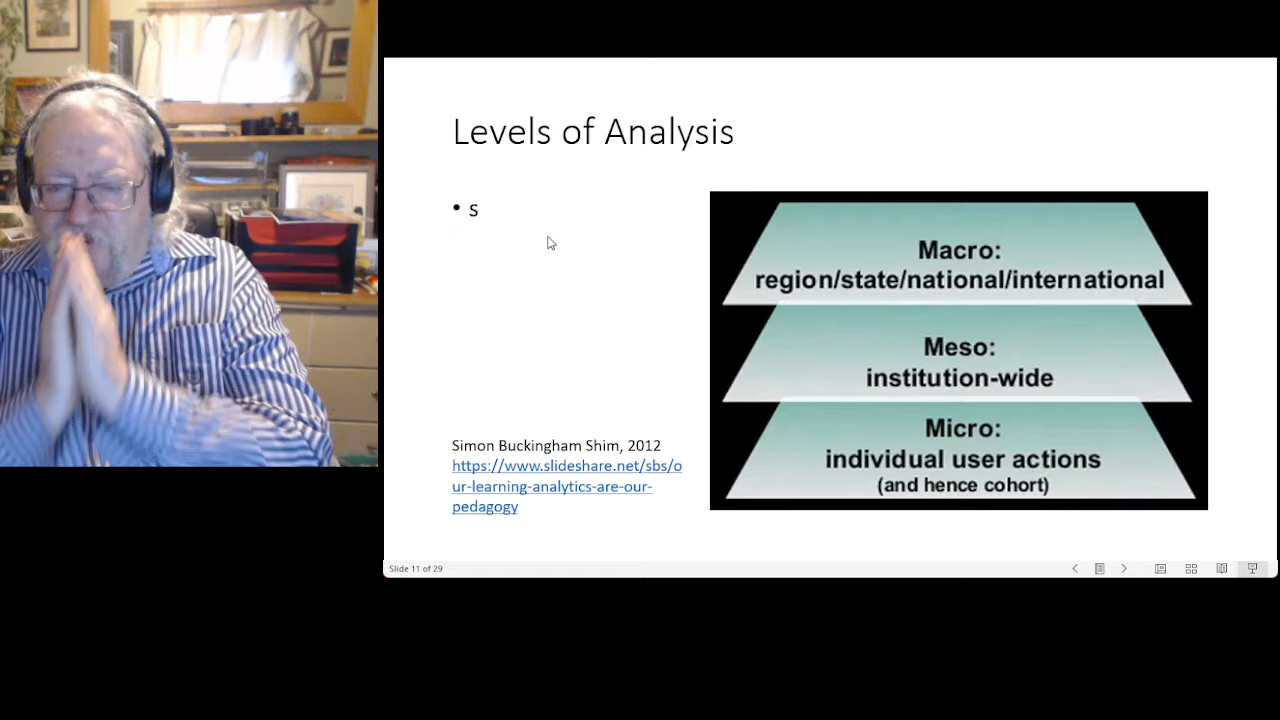 Levels of Analysis
• s
Simon Buckingham Shim, 2012
https://www.slideshare.net/sbs/o
ur-learning-analytics-are-our-
pedagogy
Macro:
region/state/national/international
Meso:
institution-wide
Micro:
individual user actions
(and hence cohort)
Slide 11 of 29